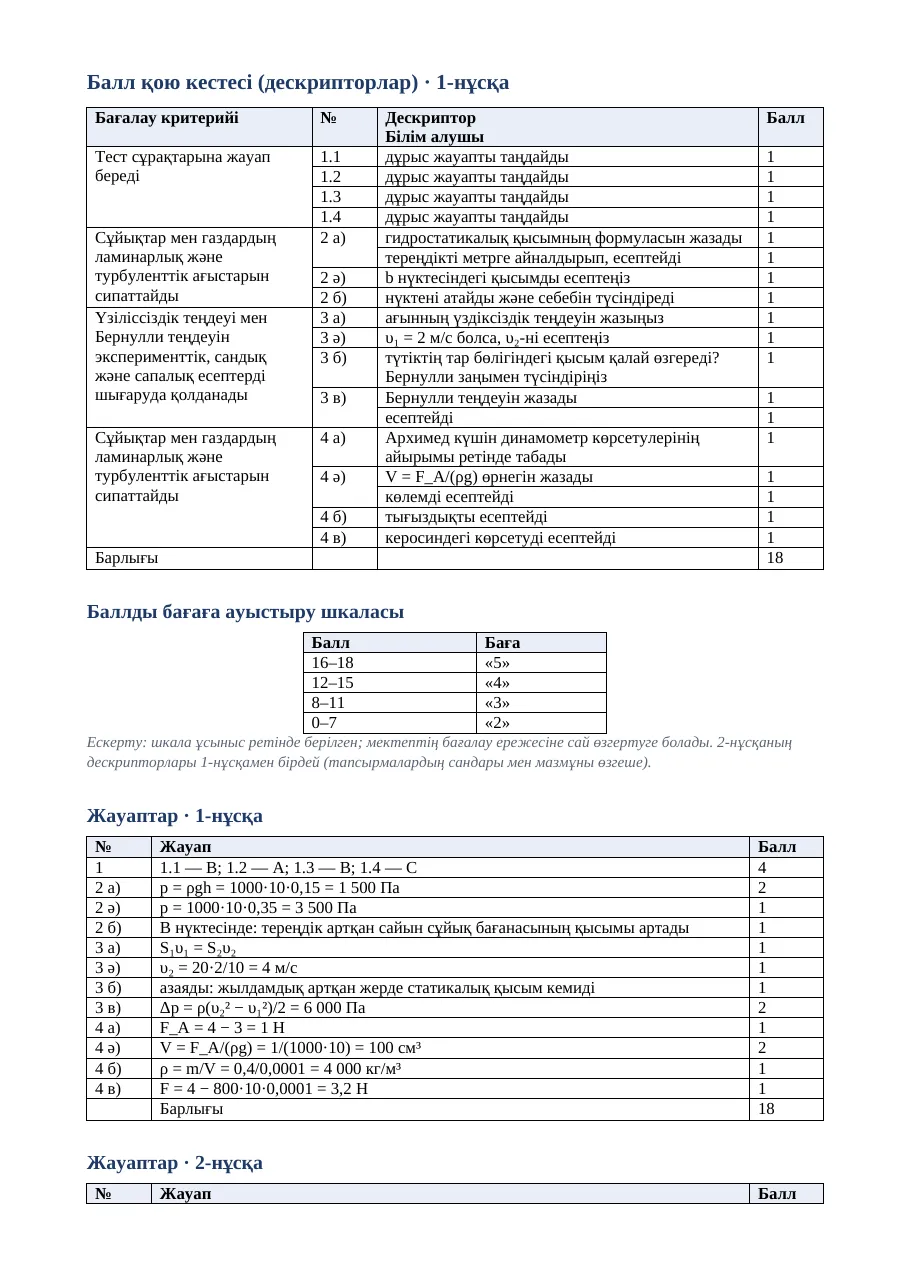 Балл қою кестесі (дескрипторлар) · 1-нұсқа
Бағалау критерийі № Дескриптор Балл
Білім алушы
Тест сұрақтарына жауап 1.1 дұрыс жауапты таңдайды 1
береді 1.2 дұрыс жауапты таңдайды 1
1.3 дұрыс жауапты таңдайды 1
1.4 дұрыс жауапты таңдайды 1
Сұйықтар мен газдардың 2 а) гидростатикалық қысымның формуласын жазады 1
ламинарлық және тереңдікті метрге айналдырып, есептейді 1
турбуленттік ағыстарын 2 ә) b нүктесіндегі қысымды есептеңіз 1
сипаттайды 2 б) нүктені атайды және себебін түсіндіреді 1
Үзіліссіздік теңдеуі мен 3 а) ағынның үздіксіздік теңдеуін жазыңыз 1
Бернулли теңдеуін 3 ә) υ₁ = 2 м/с болса, υ₂-ні есептеңіз 1
эксперименттік, сандық 3 б) түтіктің тар бөлігіндегі қысым қалай өзгереді? 1
және сапалық есептерді Бернулли заңымен түсіндіріңіз
шығаруда қолданады 3 в) Бернулли теңдеуін жазады 1
есептейді 1
Сұйықтар мен газдардың 4 а) Архимед күшін динамометр көрсетулерінің 1
ламинарлық және айырымы ретінде табады
турбуленттік ағыстарын 4 ә) V = F_A/(ρg) өрнегін жазады 1
сипаттайды көлемді есептейді 1
4 б) тығыздықты есептейді 1
4 в) керосиндегі көрсетуді есептейді 1
Барлығы 18
Баллды бағаға ауыстыру шкаласы
Балл Баға
16–18 «5»
12–15 «4»
8–11 «3»
0–7 «2»
Ескерту: шкала ұсыныс ретінде берілген; мектептің бағалау ережесіне сай өзгертуге болады. 2-нұсқаның
дескрипторлары 1-нұсқамен бірдей (тапсырмалардың сандары мен мазмұны өзгеше).
Жауаптар · 1-нұсқа
№ Жауап Балл
1 1.1 — B; 1.2 — A; 1.3 — B; 1.4 — C 4
2 а) p = ρgh = 1000·10·0,15 = 1 500 Па 2
2 ә) p = 1000·10·0,35 = 3 500 Па 1
2 б) B нүктесінде: тереңдік артқан сайын сұйық бағанасының қысымы артады 1
3 а) S₁υ₁ = S₂υ₂ 1
3 ә) υ₂ = 20·2/10 = 4 м/с 1
3 б) азаяды: жылдамдық артқан жерде статикалық қысым кемиді 1
3 в) Δp = ρ(υ₂² − υ₁²)/2 = 6 000 Па 2
4 а) F_A = 4 − 3 = 1 Н 1
4 ә) V = F_A/(ρg) = 1/(1000·10) = 100 см³ 2
4 б) ρ = m/V = 0,4/0,0001 = 4 000 кг/м³ 1
4 в) F = 4 − 800·10·0,0001 = 3,2 Н 1
Барлығы 18
Жауаптар · 2-нұсқа
№ Жауап Балл